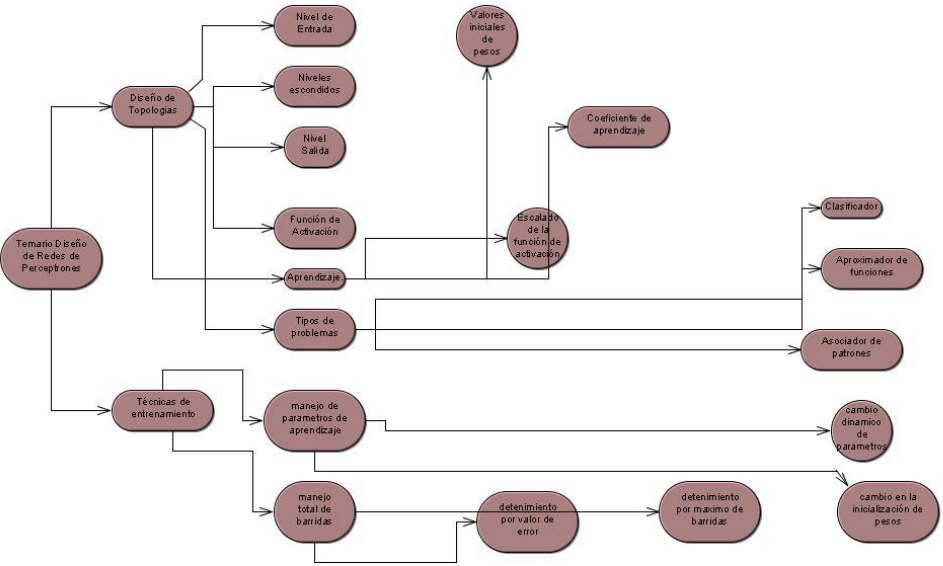 Nivel de
Entrada
Valores
iniciales
de
pesos
Niveles
escondidos
Diseño de
Topologias
Coeficiente de
aprendizaje
Nivel
Salida
Clasificador
Función de
Activación
Escalado
de la
función de
activación
Temario Diseño
de Redes de
Perceptrones
Aproximador de
funciones
Aprendizaje.
Tipos de
problemas
Asociador de
patrones
Técnicas de
entrenamiento
manejo de
parametros de
aprendizaje
cambio
dinamico
de
parametros
manejo
total de
barridas
detenimiento
por valor de
error
detenimiento
por maximo de
barridas
cambio en la
inicialización de
pesos